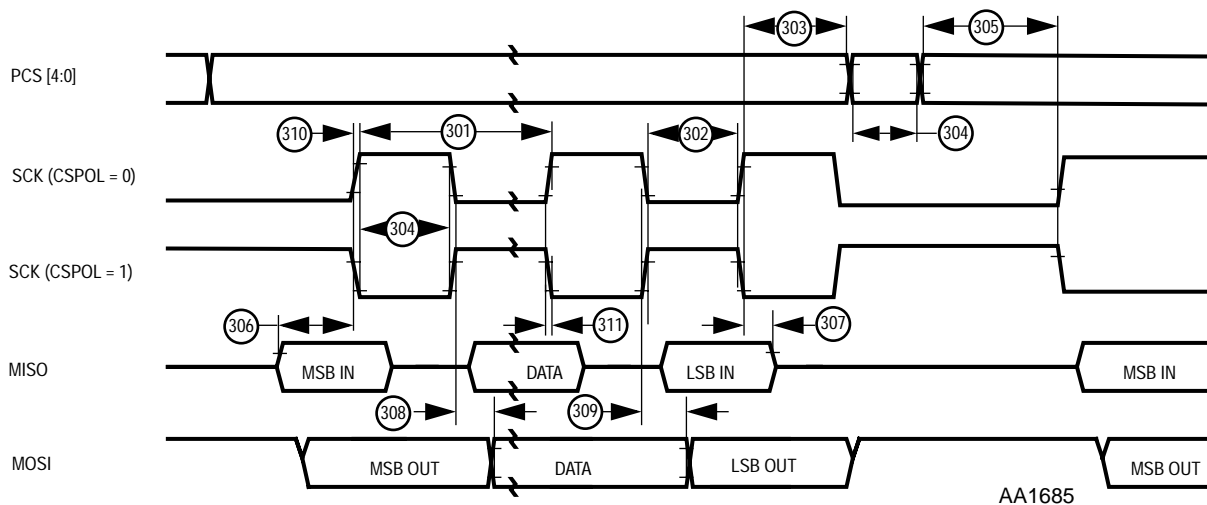 303
305
PCS [4:0]
310
301
302
304
SCK (CSPOL = 0)
304
SCK (CSPOL = 1)
306
311
307
MISO
MSB IN
DATA
LSB IN
MSB IN
308
309
MOSI
MSB OUT
DATA
LSB OUT
MSB OUT
AA1685